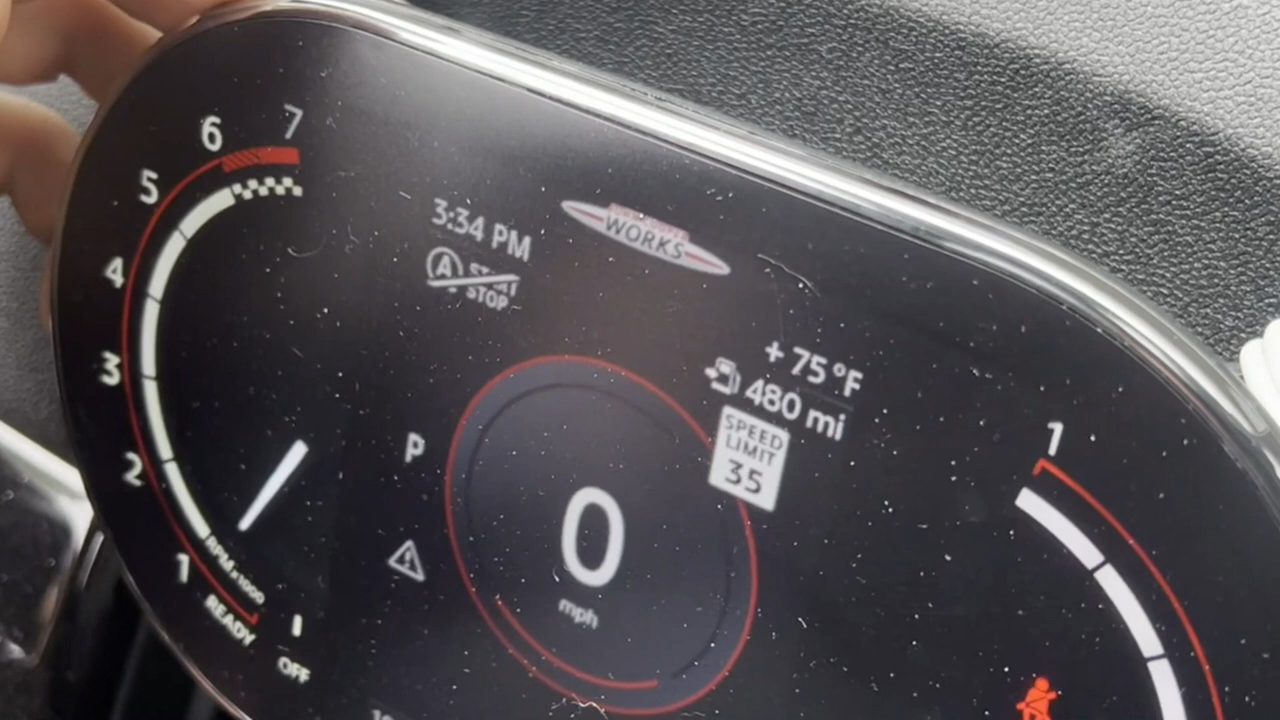 7
6
5
4
3
2
1
RPM x1000
READY
OFF
3:34 PM
A START
STOP
WORKS
+ 75 °F
480 mi
SPEED
LIMIT
35
P
0
mph
1